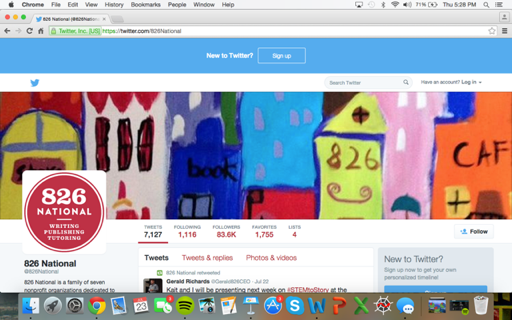 Chrome File Edit View History Bookmarks People Window Help 71% Thu 5:28 PM
826 National (@826National)
Twitter, Inc. [US] https://twitter.com/826National
New to Twitter? Sign up
Search Twitter Have an account? Log in
book 826 CAF
826
NATIONAL
WRITING
PUBLISHING
TUTORING
TWEETS FOLLOWING FOLLOWERS FAVORITES LISTS
7,127 1,116 83.6K 1,755 4
Follow
826 National
@826National
826 National is a family of seven
nonprofit organizations dedicated to
Tweets Tweets & replies Photos & videos
826 National retweeted
Gerald Richards @Gerald826CEO · Jul 22
Kait and I will be presenting next week on #STEMtoStory at the
New to Twitter?
Sign up now to get your own
personalized timeline!
23